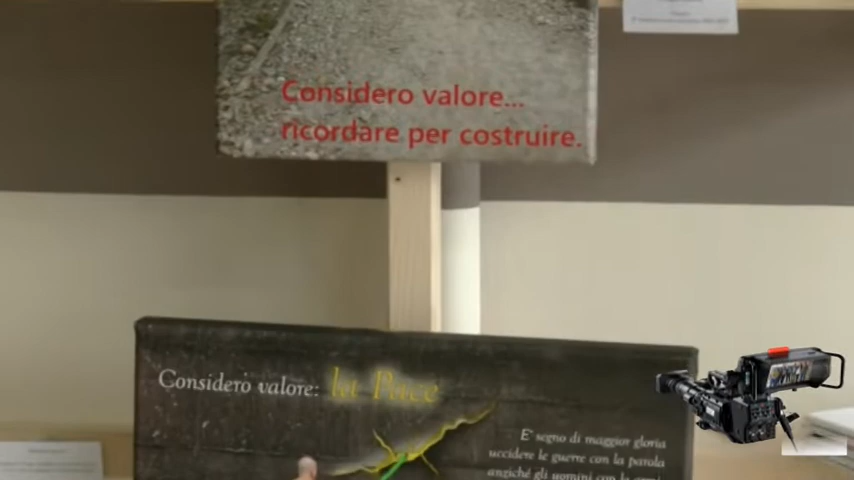 Considero valore...
ricordare per costruire.
Considero valore: la Pace
E' segno di maggior gloria
uccidere le guerre con la parola
anziché gli uomini con le armi